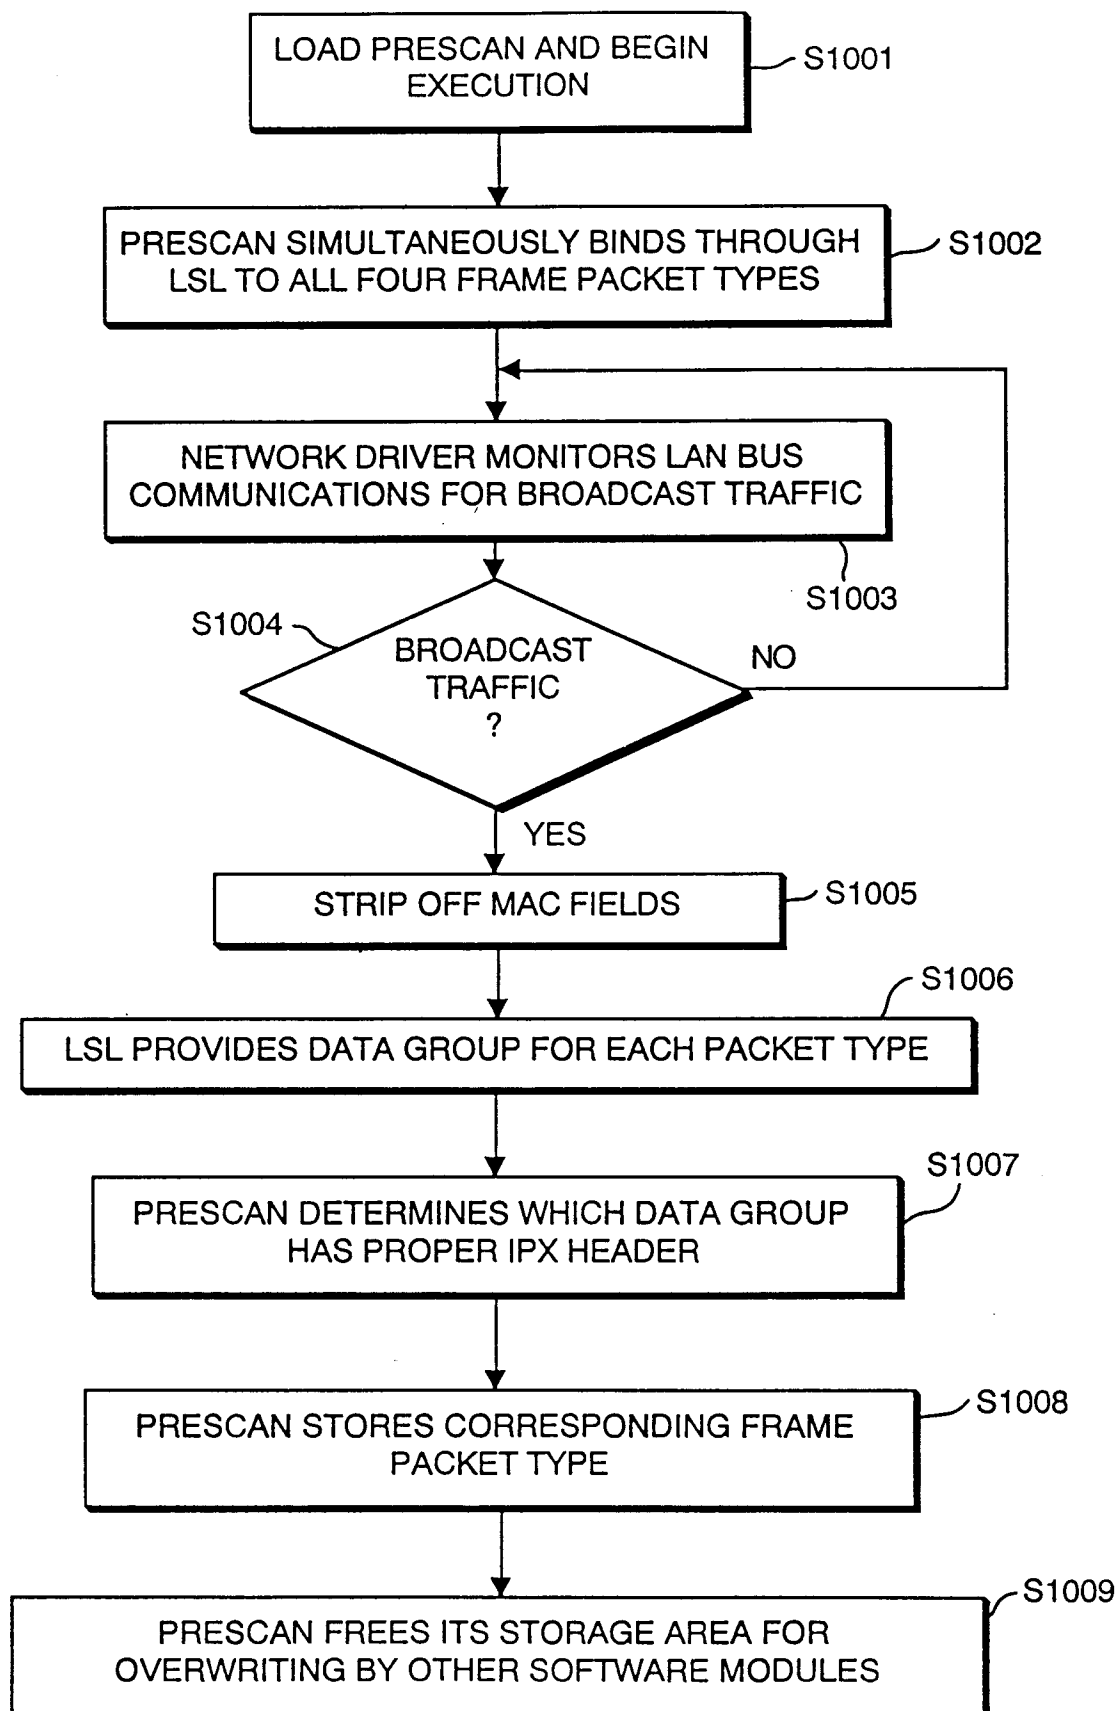 LOAD PRESCAN AND BEGIN
EXECUTION
S1001
PRESCAN SIMULTANEOUSLY BINDS THROUGH
LSL TO ALL FOUR FRAME PACKET TYPES
S1002
NETWORK DRIVER MONITORS LAN BUS
COMMUNICATIONS FOR BROADCAST TRAFFIC
S1003
S1004
BROADCAST
TRAFFIC
?
NO
YES
STRIP OFF MAC FIELDS
S1005
S1006
LSL PROVIDES DATA GROUP FOR EACH PACKET TYPE
S1007
PRESCAN DETERMINES WHICH DATA GROUP
HAS PROPER IPX HEADER
S1008
PRESCAN STORES CORRESPONDING FRAME
PACKET TYPE
S1009
PRESCAN FREES ITS STORAGE AREA FOR
OVERWRITING BY OTHER SOFTWARE MODULES